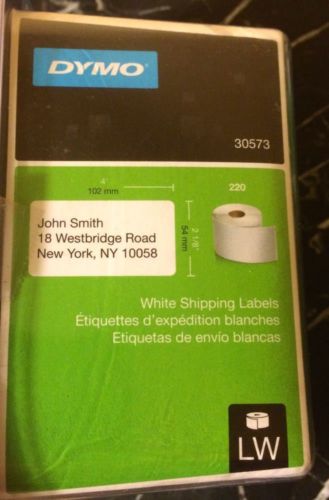 DYMO
30573
4"
102 mm
220
John Smith
18 Westbridge Road
New York, NY 10058
54 mm
2 1/8"
White Shipping Labels
Étiquettes d'expédition blanches
Etiquetas de envío blancas
LW